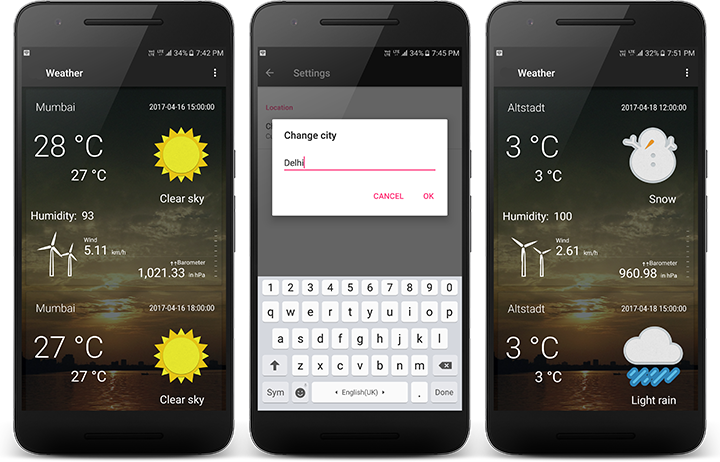 34% 7:42 PM
Weather
Mumbai 2017-04-16 15:00:00
28 °C
27 °C
Clear sky
Humidity: 93
Wind
5.11 km/h
↑↑Barometer
1,021.33 in hPa
Mumbai 2017-04-16 18:00:00
27 °C
27 °C
Clear sky
34% 7:45 PM
Settings
Location
Change city
Delhi
CANCEL OK
1 2 3 4 5 6 7 8 9 0
q w e r t y u i o p
a s d f g h j k l
z x c v b n m
Sym English(UK) . Done
32% 7:51 PM
Weather
Altstadt 2017-04-18 12:00:00
3 °C
3 °C
Snow
Humidity: 100
Wind
2.61 km/h
↑↑Barometer
960.98 in hPa
Altstadt 2017-04-18 15:00:00
3 °C
3 °C
Light rain